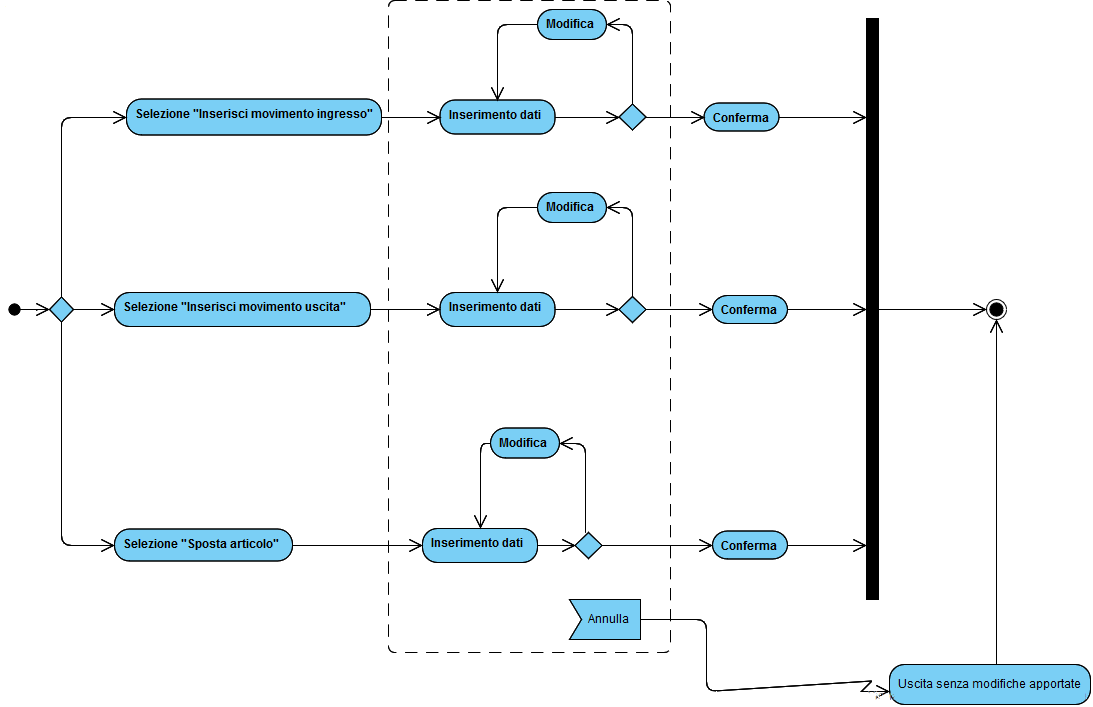 Modifica
Selezione "Inserisci movimento ingresso"
Inserimento dati
Conferma
Modifica
Selezione "Inserisci movimento uscita"
Inserimento dati
Conferma
Modifica
Selezione "Sposta articolo"
Inserimento dati
Conferma
Annulla
Uscita senza modifiche apportate